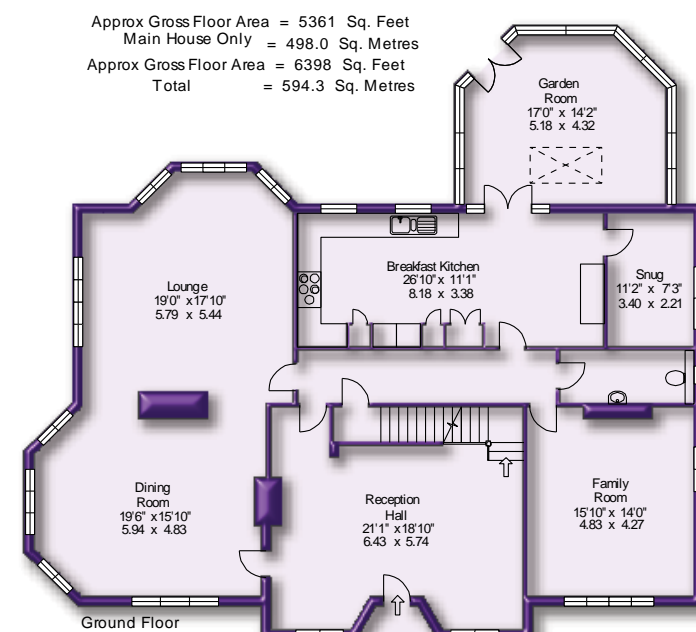 Approx Gross Floor Area = 5361 Sq. Feet
Main House Only = 498.0 Sq. Metres
Approx Gross Floor Area = 6398 Sq. Feet
Total = 594.3 Sq. Metres
Garden
Room
17'0" x 14'2"
5.18 x 4.32
Lounge
19'0" x 17'10"
5.79 x 5.44
Breakfast Kitchen
26'10" x 11'1"
8.18 x 3.38
Snug
11'2" x 7'3"
3.40 x 2.21
Dining
Room
19'6" x 15'10"
5.94 x 4.83
Reception
Hall
21'1" x 18'10"
6.43 x 5.74
Family
Room
15'10" x 14'0"
4.83 x 4.27
Ground Floor